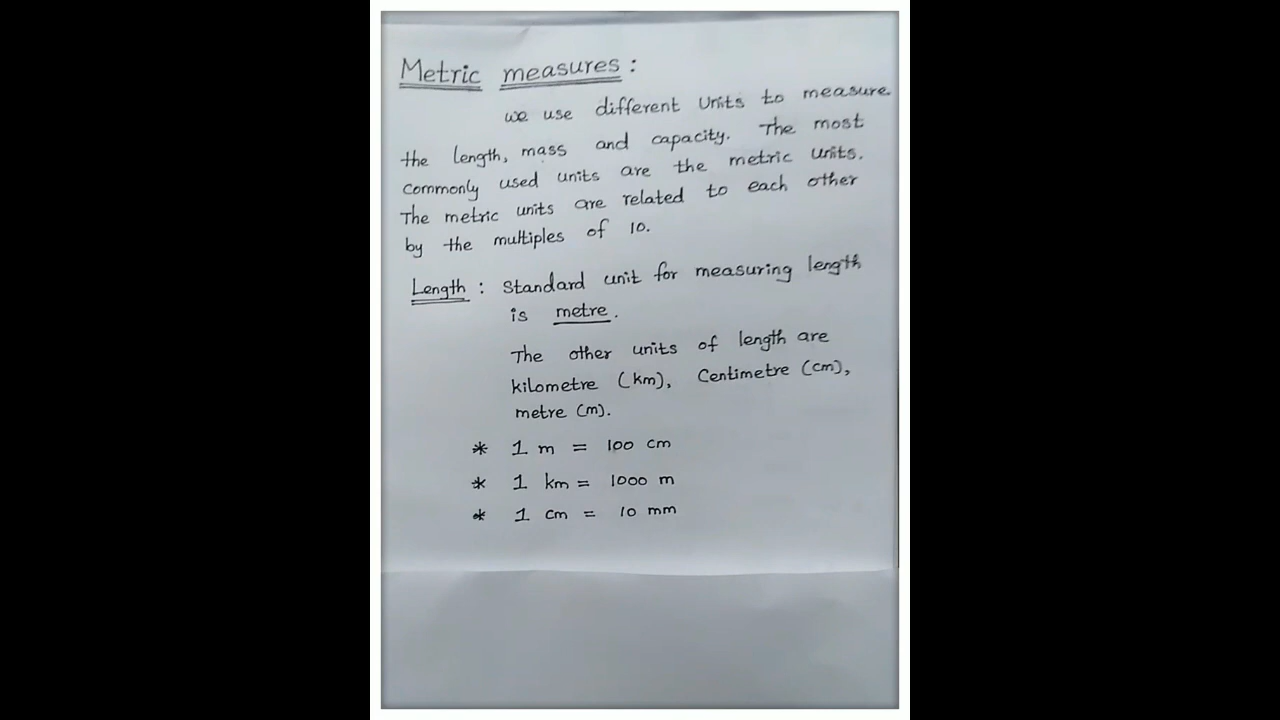 Metric measures :
we use different Units to measure
the length, mass and capacity. The most
commonly used units are the metric units.
The metric units are related to each other
by the multiples of 10.
Length : Standard unit for measuring length
is metre.
The other units of length are
kilometre (km), Centimetre (cm),
metre (m).
* 1 m = 100 cm
* 1 km = 1000 m
* 1 cm = 10 mm